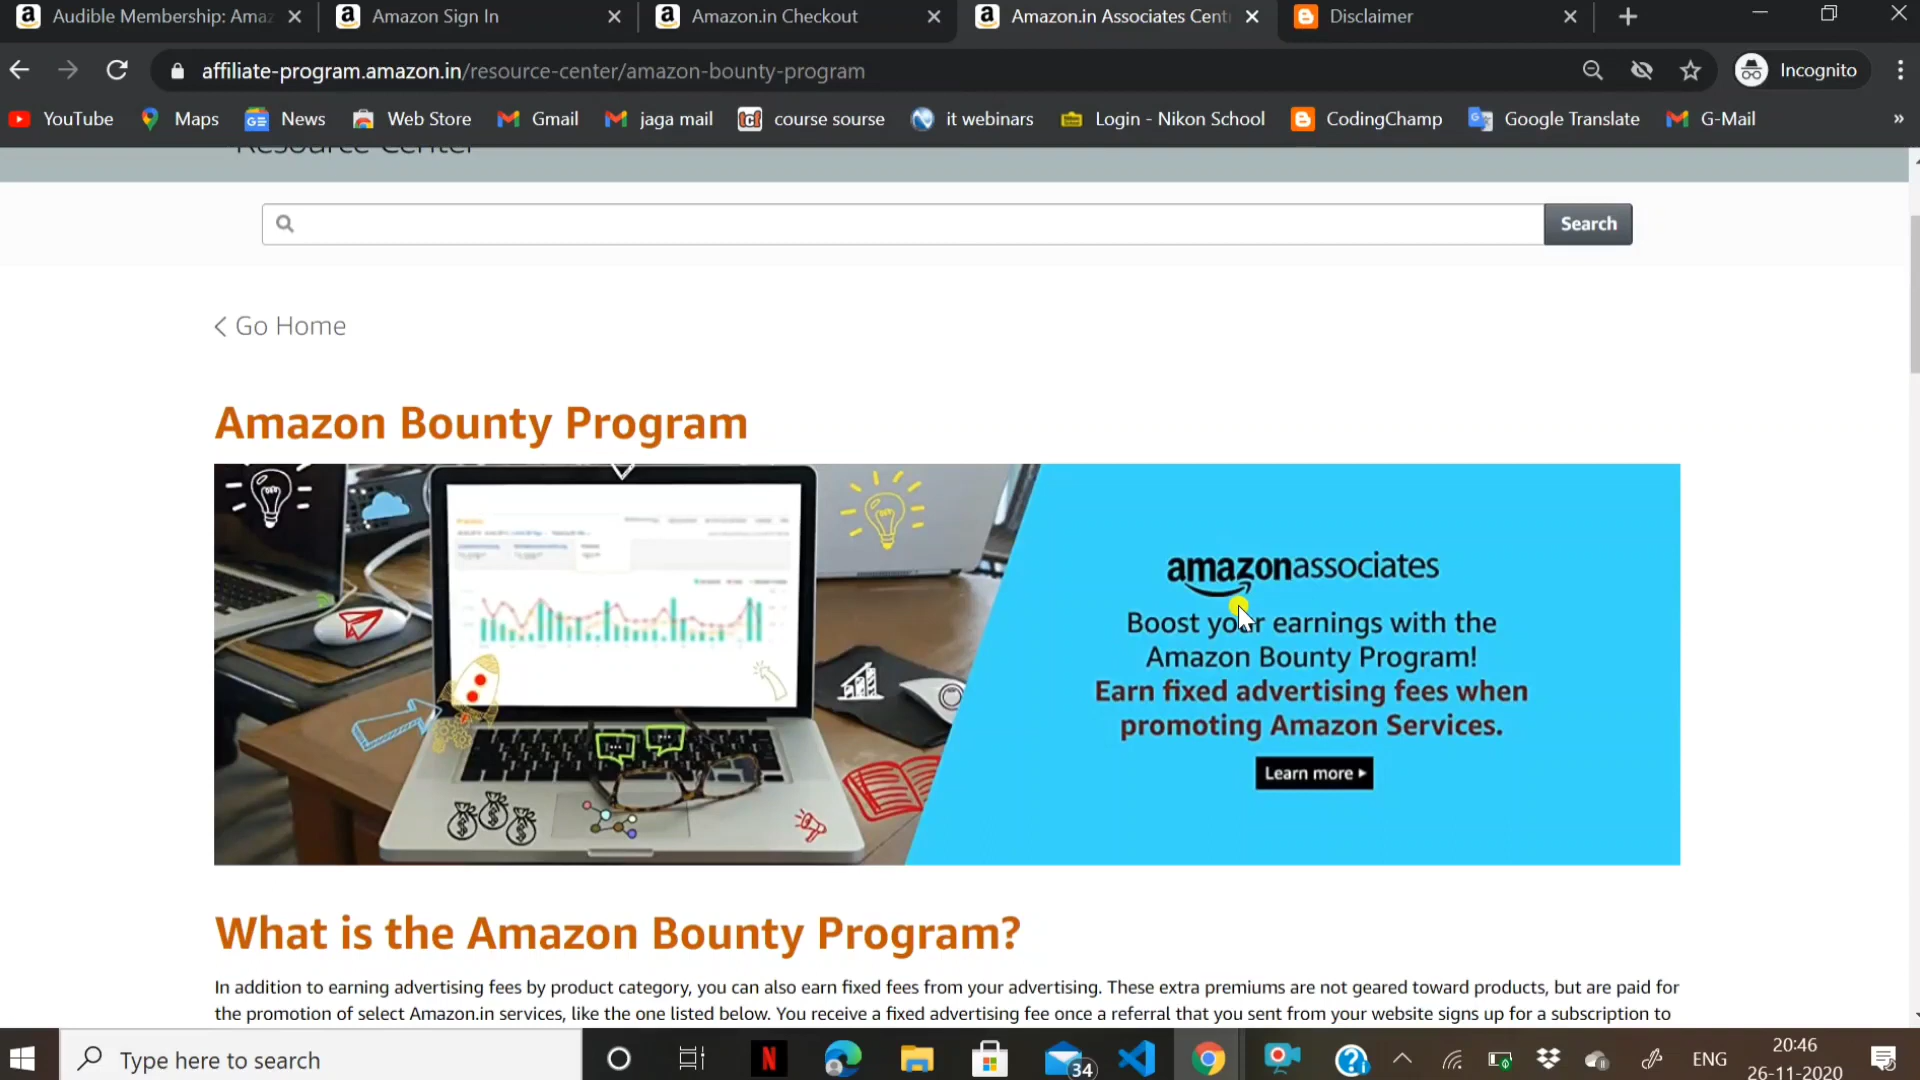 Audible Membership: Amaz
Amazon Sign In
Amazon.in Checkout
Amazon.in Associates Cent
Disclaimer
affiliate-program.amazon.in/resource-center/amazon-bounty-program
Incognito
YouTube
Maps
News
Web Store
Gmail
jaga mail
course sourse
it webinars
Login - Nikon School
CodingChamp
Google Translate
G-Mail
»
Resource Center
Search
< Go Home
Amazon Bounty Program
amazonassociates
Boost your earnings with the
Amazon Bounty Program!
Earn fixed advertising fees when
promoting Amazon Services.
Learn more
What is the Amazon Bounty Program?
In addition to earning advertising fees by product category, you can also earn fixed fees from your advertising. These extra premiums are not geared toward products, but are paid for
the promotion of select Amazon.in services, like the one listed below. You receive a fixed advertising fee once a referral that you sent from your website signs up for a subscription to
Type here to search
34
ENG
20:46
26-11-2020